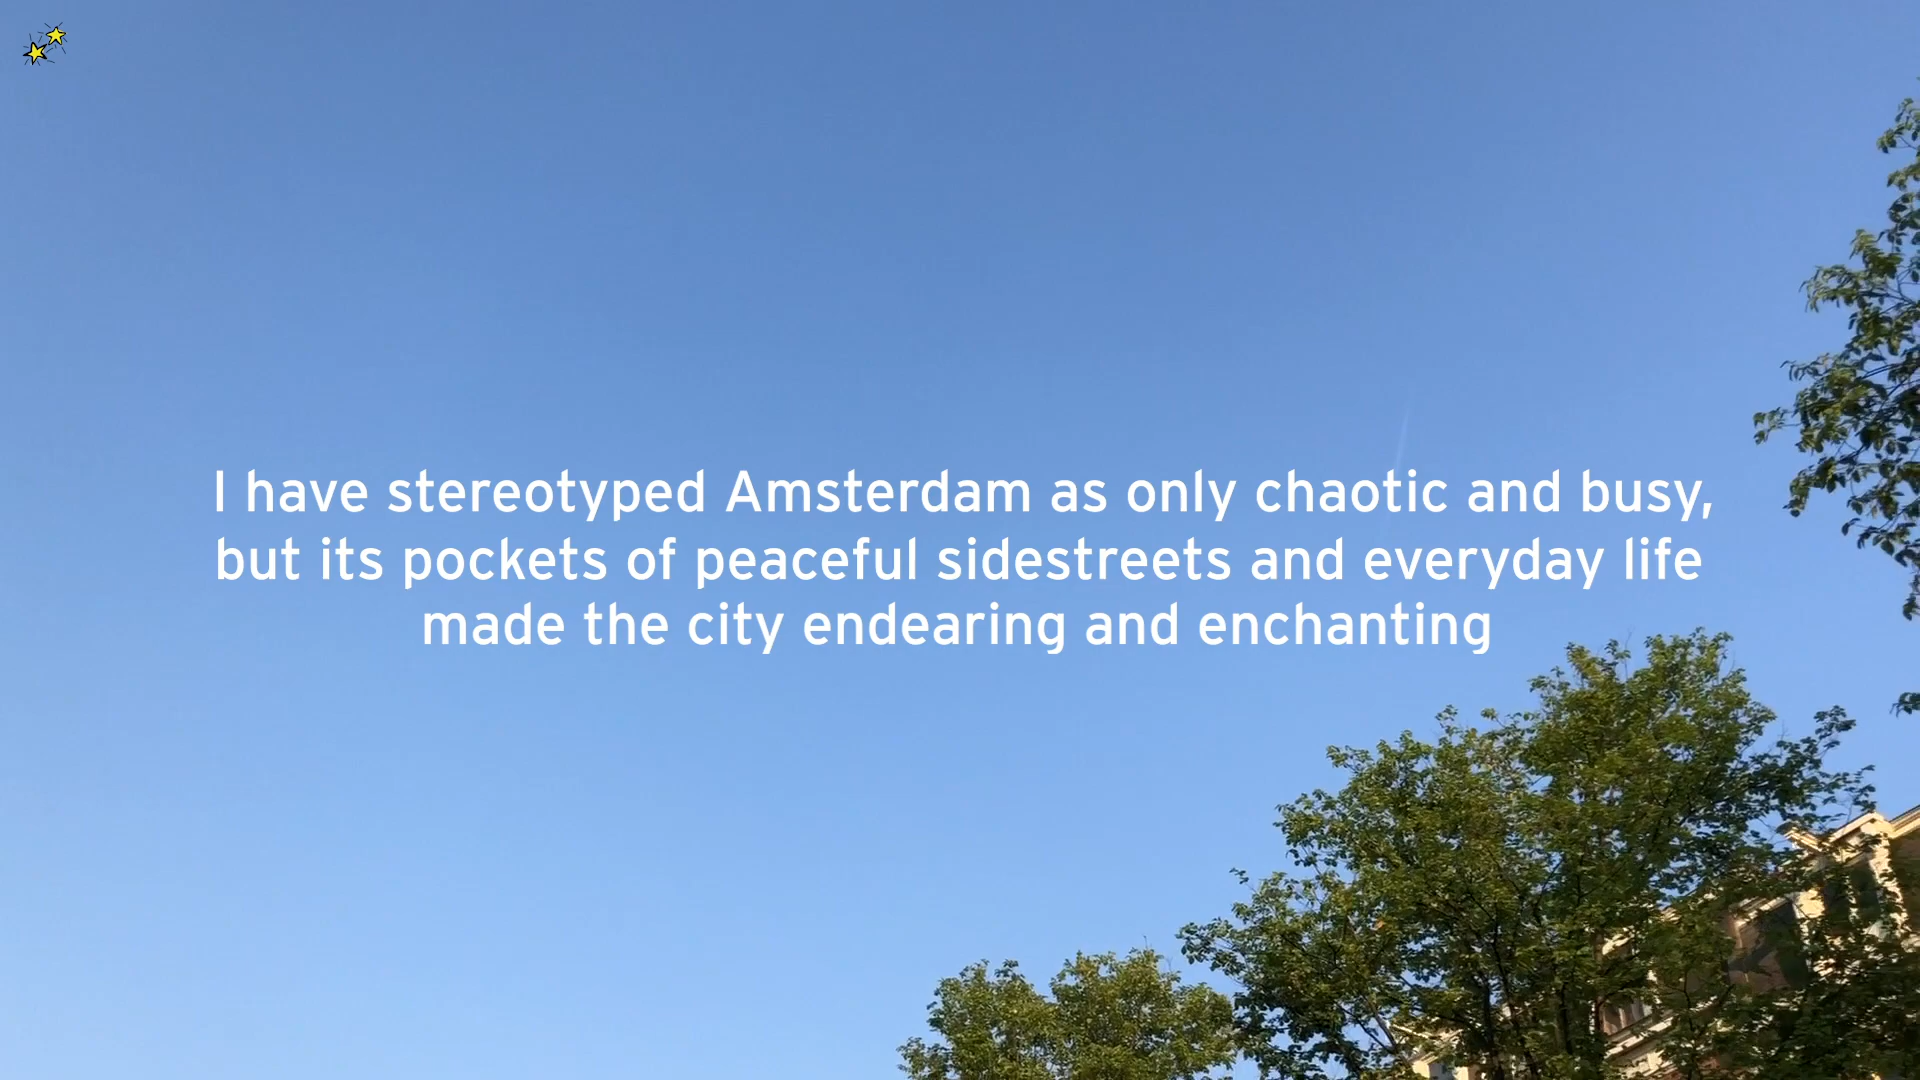 I have stereotyped Amsterdam as only chaotic and busy,
but its pockets of peaceful sidestreets and everyday life
made the city endearing and enchanting